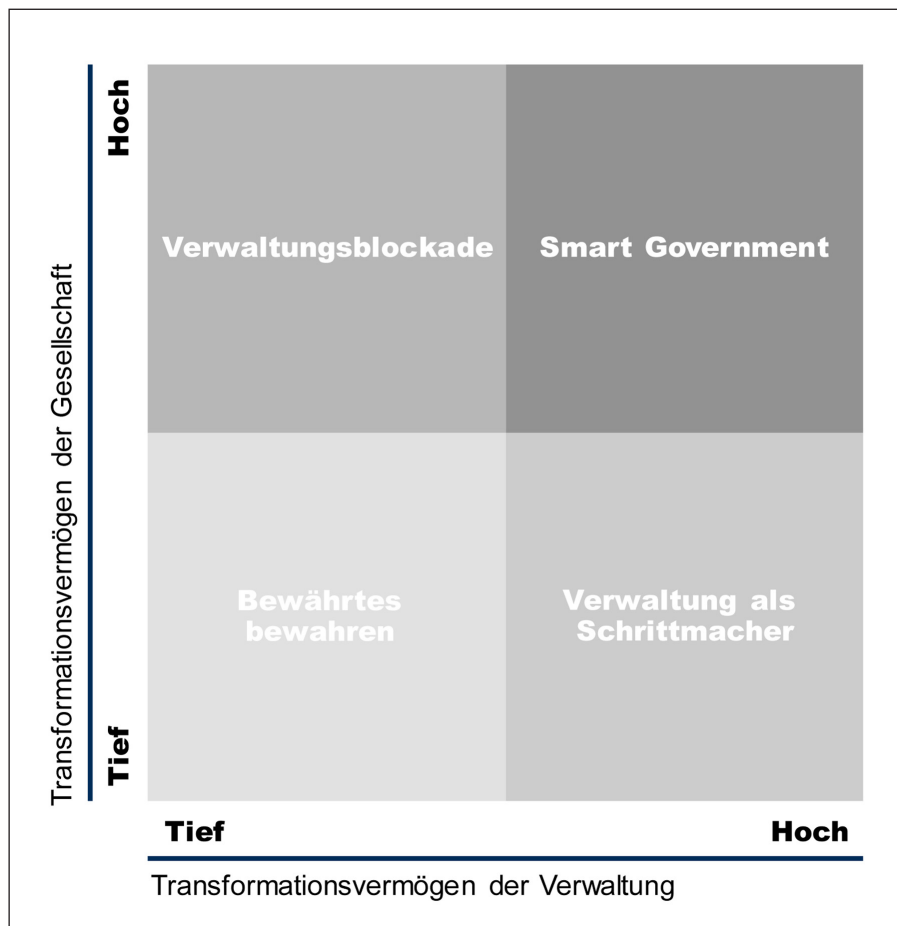 Transformationsvermögen der Gesellschaft
Hoch
Tief
Verwaltungsblockade
Smart Government
Bewährtes
bewahren
Verwaltung als
Schrittmacher
Tief
Hoch
Transformationsvermögen der Verwaltung